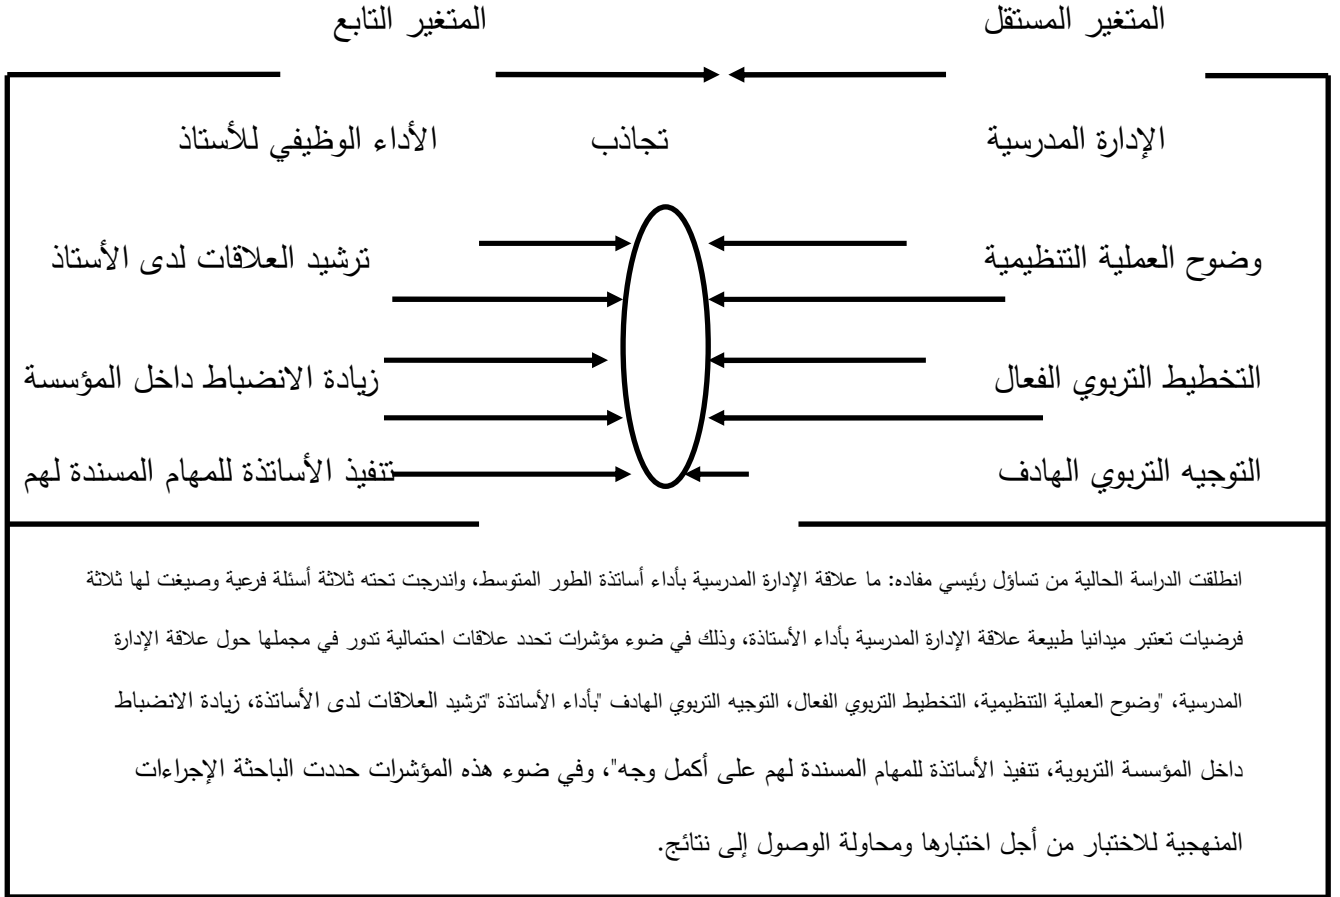 المتغير المستقل
المتغير التابع
الإدارة المدرسية
تجاذب
الأداء الوظيفي للأستاذ
وضوح العملية التنظيمية
ترشيد العلاقات لدى الأستاذ
التخطيط التربوي الفعال
زيادة الانضباط داخل المؤسسة
التوجيه التربوي الهادف
تنفيذ الأساتذة للمهام المسندة لهم
انطلقت الدراسة الحالية من تساؤل رئيسي مفاده: ما علاقة الإدارة المدرسية بأداء أساتذة الطور المتوسط، واندرجت تحته ثلاثة أسئلة فرعية وصيغت لها ثلاثة
فرضيات تعتبر ميدانيا طبيعة علاقة الإدارة المدرسية بأداء الأستاذة، وذلك في ضوء مؤشرات تحدد علاقات احتمالية تدور في مجملها حول علاقة الإدارة
المدرسية، "وضوح العملية التنظيمية، التخطيط التربوي الفعال، التوجيه التربوي الهادف "بأداء الأساتذة "ترشيد العلاقات لدى الأساتذة، زيادة الانضباط
داخل المؤسسة التربوية، تنفيذ الأساتذة للمهام المسندة لهم على أكمل وجه"، وفي ضوء هذه المؤشرات حددت الباحثة الإجراءات
المنهجية للاختبار من أجل اختبارها ومحاولة الوصول إلى نتائج.